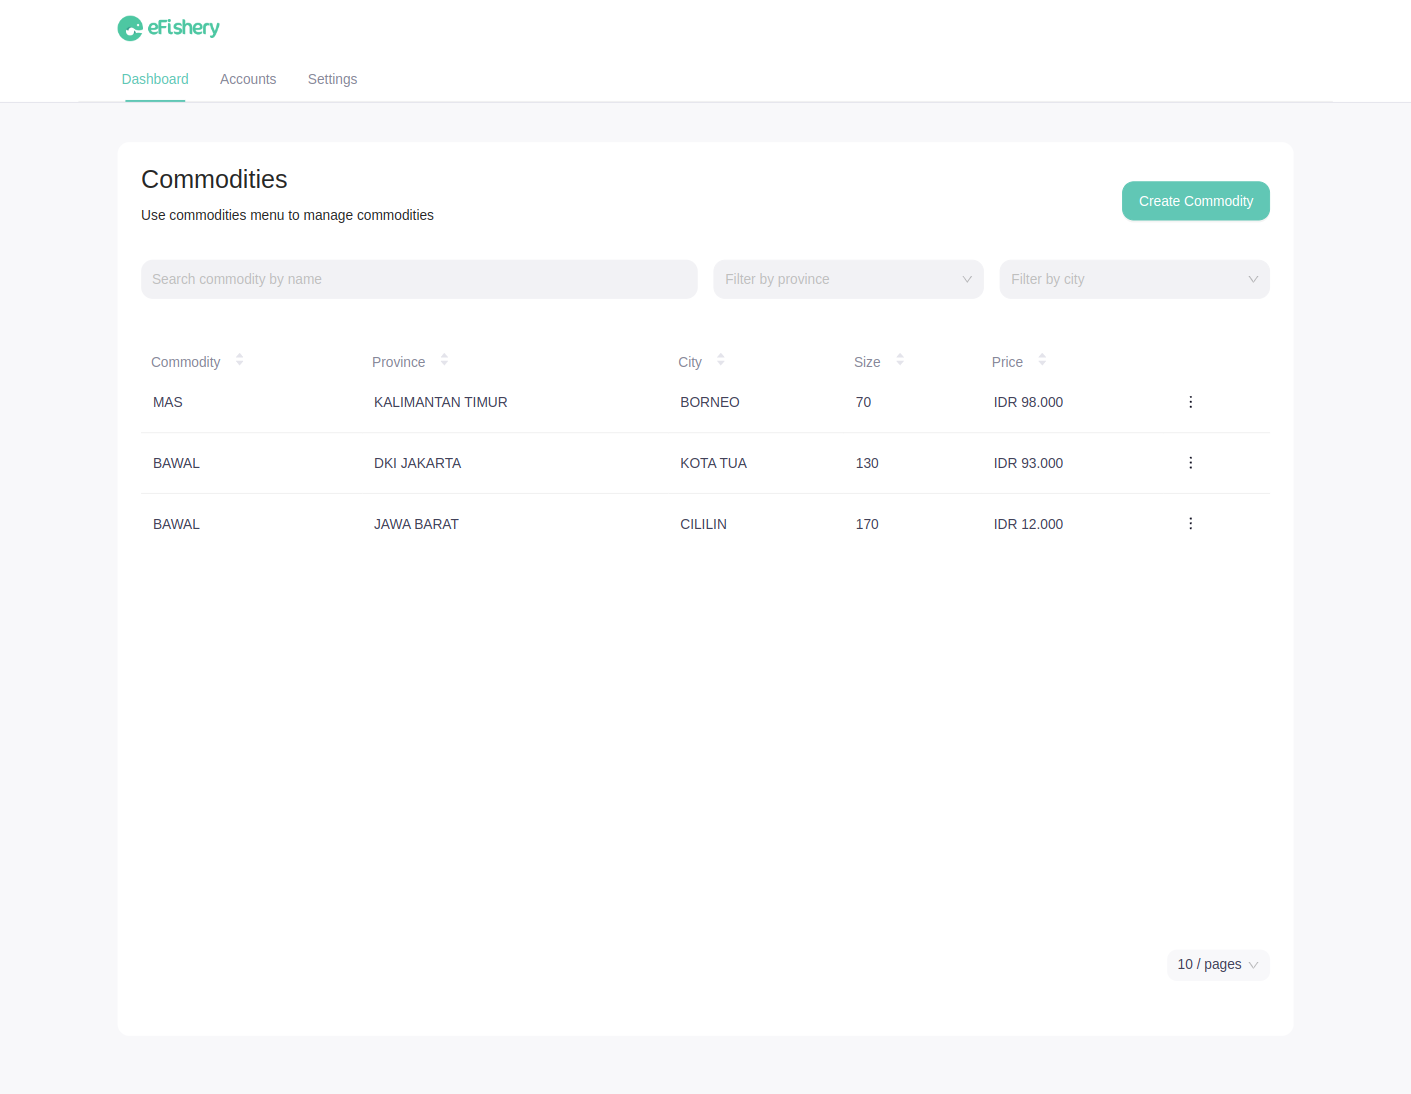 eFishery
Dashboard Accounts Settings
Commodities
Use commodities menu to manage commodities
Create Commodity
Search commodity by name Filter by province Filter by city
Commodity Province City Size Price
MAS KALIMANTAN TIMUR BORNEO 70 IDR 98.000
BAWAL DKI JAKARTA KOTA TUA 130 IDR 93.000
BAWAL JAWA BARAT CILILIN 170 IDR 12.000
10 / pages